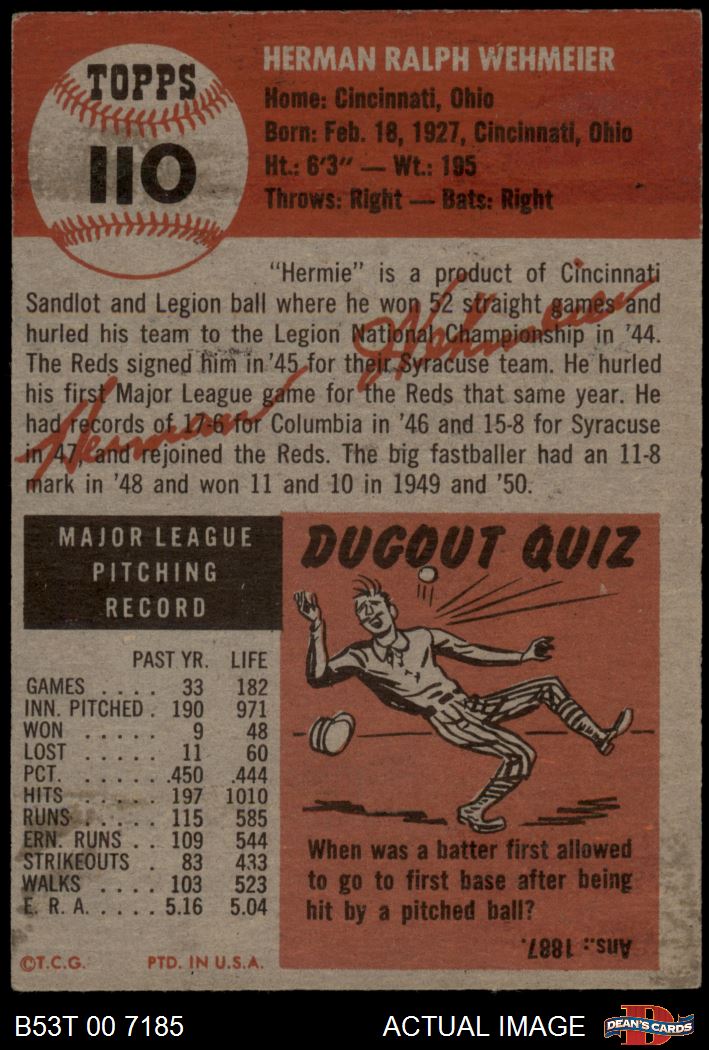 TOPPS
110
HERMAN RALPH WEHMEIER
Home: Cincinnati, Ohio
Born: Feb. 18, 1927, Cincinnati, Ohio
Ht.: 6'3" — Wt.: 195
Throws: Right — Bats: Right
"Hermie" is a product of Cincinnati
Sandlot and Legion ball where he won 52 straight games and
hurled his team to the Legion National Championship in '44.
The Reds signed him in '45 for their Syracuse team. He hurled
his first Major League game for the Reds that same year. He
had records of 17-6 for Columbia in '46 and 15-8 for Syracuse
in '47, and rejoined the Reds. The big fastballer had an 11-8
mark in '48 and won 11 and 10 in 1949 and '50.
Herman Wehmeier
MAJOR LEAGUE
PITCHING
RECORD
PAST YR. LIFE
GAMES . . . . 33 182
INN. PITCHED . 190 971
WON . . . . . 9 48
LOST . . . . . 11 60
PCT. . . . . . .450 .444
HITS . . . . . 197 1010
RUNS . . . . . 115 585
ERN. RUNS . . 109 544
STRIKEOUTS . 83 433
WALKS . . . . 103 523
E. R. A. . . . . 5.16 5.04
©T.C.G. PTD. IN U.S.A.
DUGOUT QUIZ
When was a batter first allowed
to go to first base after being
hit by a pitched ball?
Ans.: 1887.
B53T 00 7185
ACTUAL IMAGE
D
DEAN'S CARDS